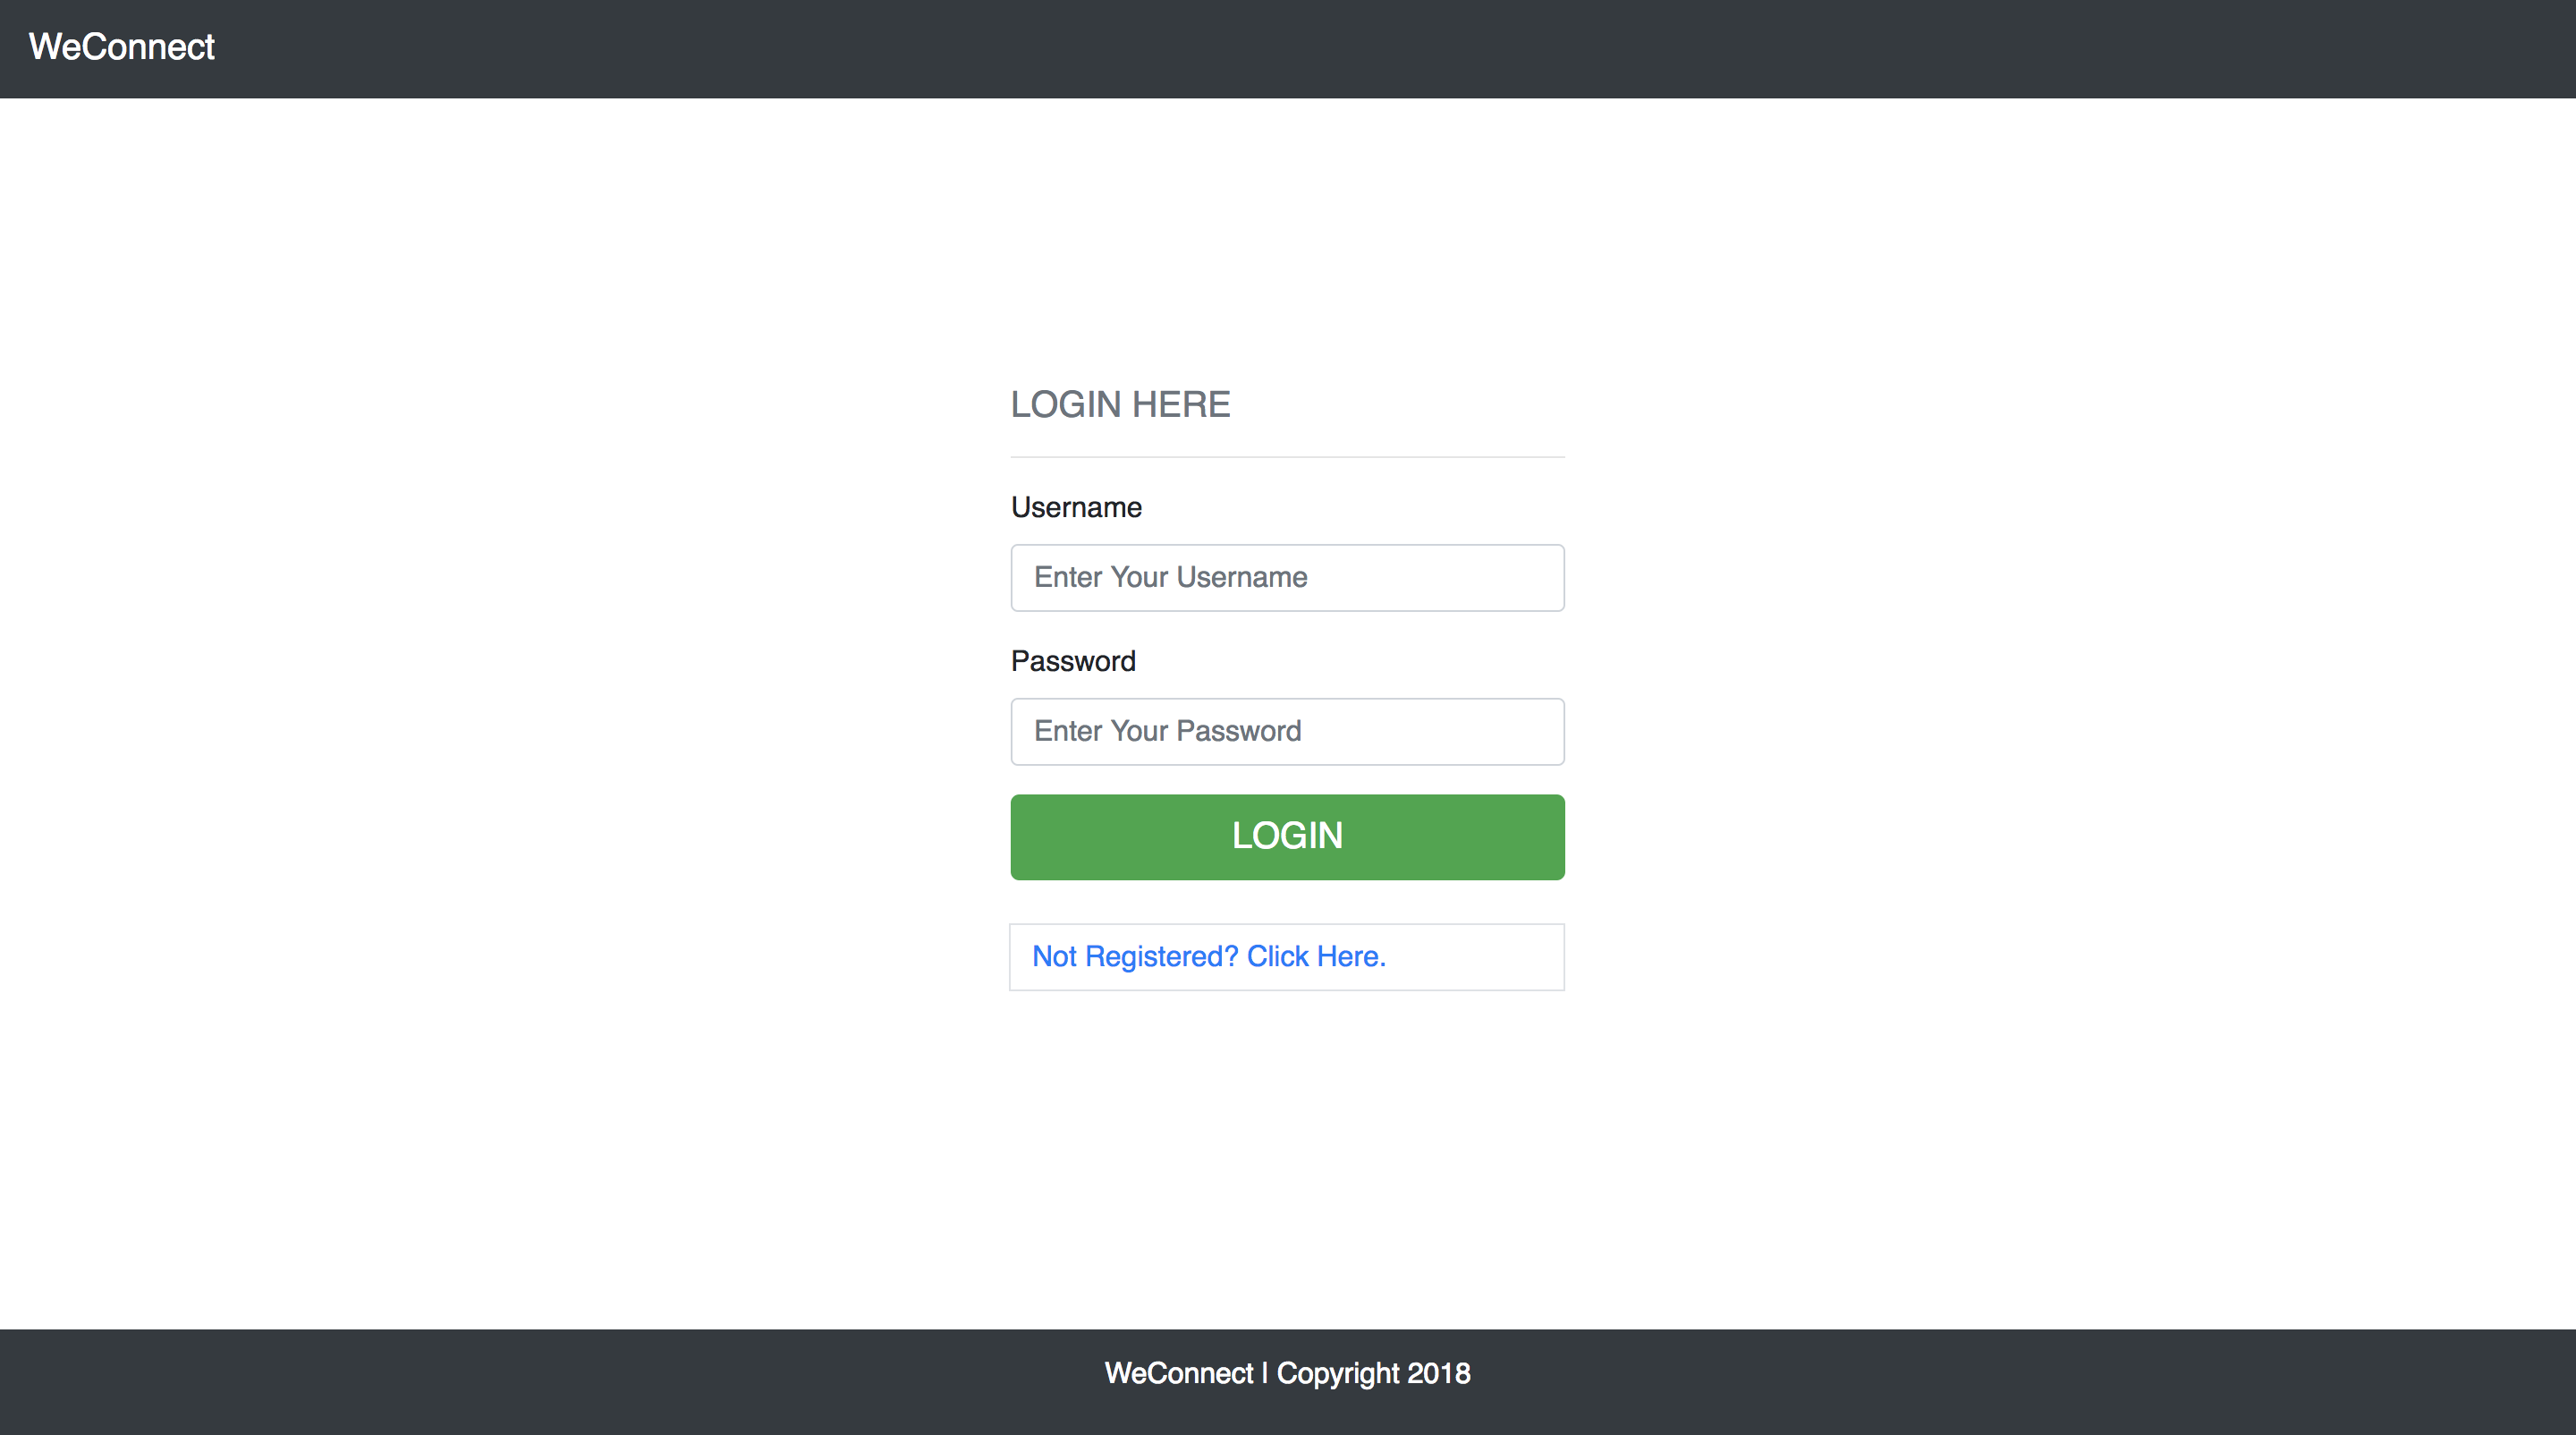 WeConnect
LOGIN HERE
Username
Enter Your Username
Password
Enter Your Password
LOGIN
Not Registered? Click Here.
WeConnect | Copyright 2018